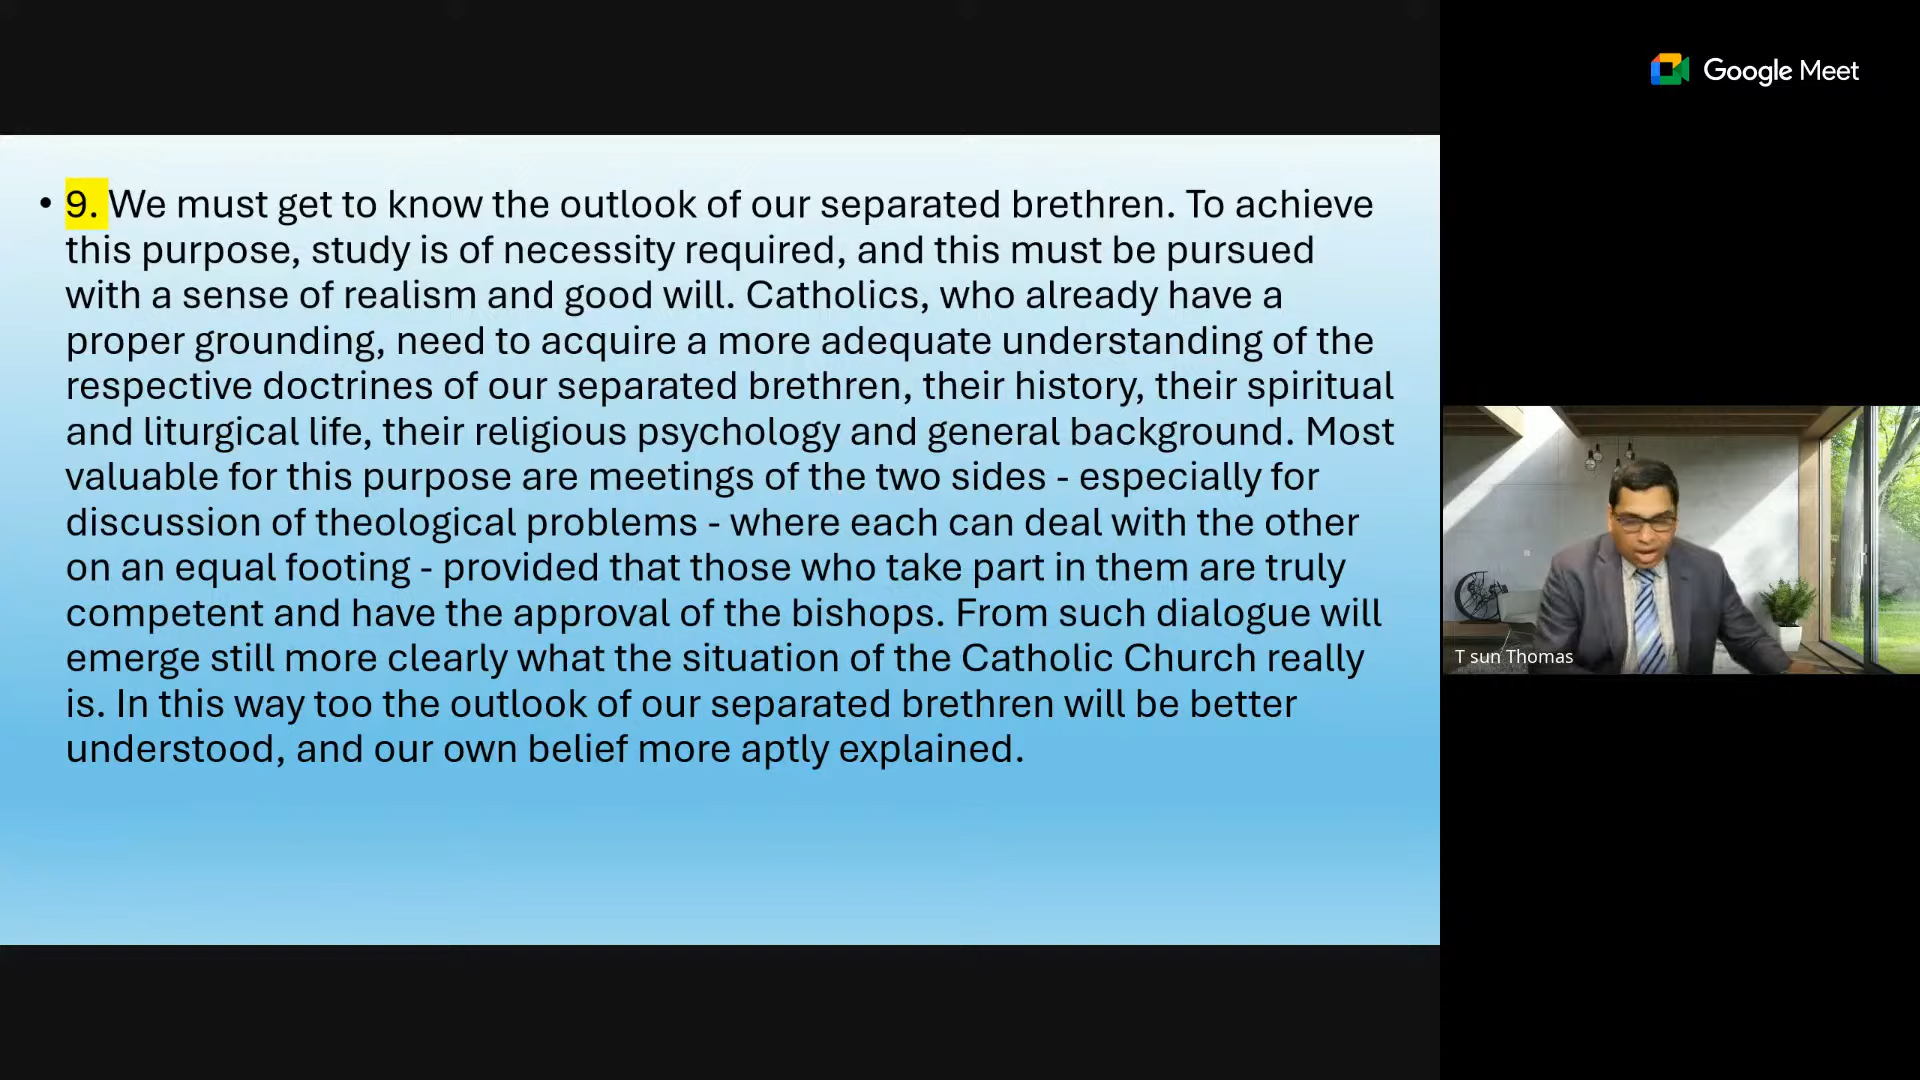 Google Meet
• 9. We must get to know the outlook of our separated brethren. To achieve
this purpose, study is of necessity required, and this must be pursued
with a sense of realism and good will. Catholics, who already have a
proper grounding, need to acquire a more adequate understanding of the
respective doctrines of our separated brethren, their history, their spiritual
and liturgical life, their religious psychology and general background. Most
valuable for this purpose are meetings of the two sides - especially for
discussion of theological problems - where each can deal with the other
on an equal footing - provided that those who take part in them are truly
competent and have the approval of the bishops. From such dialogue will
emerge still more clearly what the situation of the Catholic Church really
is. In this way too the outlook of our separated brethren will be better
understood, and our own belief more aptly explained.
T sun Thomas